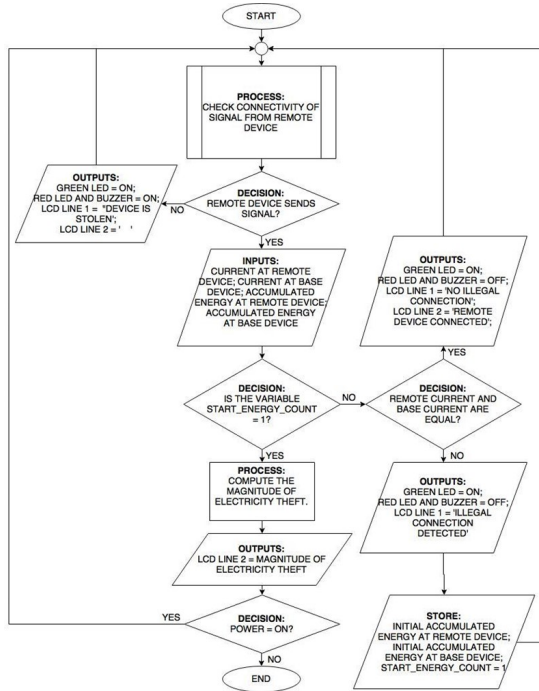 START
PROCESS:
CHECK CONNECTIVITY OF
SIGNAL FROM REMOTE
DEVICE
DECISION:
REMOTE DEVICE SENDS
SIGNAL?
NO
OUTPUTS:
GREEN LED = ON;
RED LED AND BUZZER = ON;
LCD LINE 1 = "DEVICE IS
STOLEN';
LCD LINE 2 = '   '
YES
INPUTS:
CURRENT AT REMOTE
DEVICE; CURRENT AT BASE
DEVICE; ACCUMULATED
ENERGY AT REMOTE DEVICE;
ACCUMULATED ENERGY
AT BASE DEVICE
OUTPUTS:
GREEN LED = ON;
RED LED AND BUZZER = OFF;
LCD LINE 1 = 'NO ILLEGAL
CONNECTION';
LCD LINE 2 = 'REMOTE
DEVICE CONNECTED';
YES
DECISION:
IS THE VARIABLE
START_ENERGY_COUNT
= 1?
NO
DECISION:
REMOTE CURRENT AND
BASE CURRENT ARE
EQUAL?
YES
NO
PROCESS:
COMPUTE THE
MAGNITUDE OF
ELECTRICITY THEFT.
OUTPUTS:
GREEN LED = ON;
RED LED AND BUZZER = OFF;
LCD LINE 1 = 'ILLEGAL
CONNECTION
DETECTED'
OUTPUTS:
LCD LINE 2 = MAGNITUDE OF
ELECTRICITY THEFT
YES
DECISION:
POWER = ON?
NO
END
STORE:
INITIAL ACCUMULATED
ENERGY AT REMOTE DEVICE;
INITIAL ACCUMULATED
ENERGY AT BASE DEVICE;
START_ENERGY_COUNT = 1